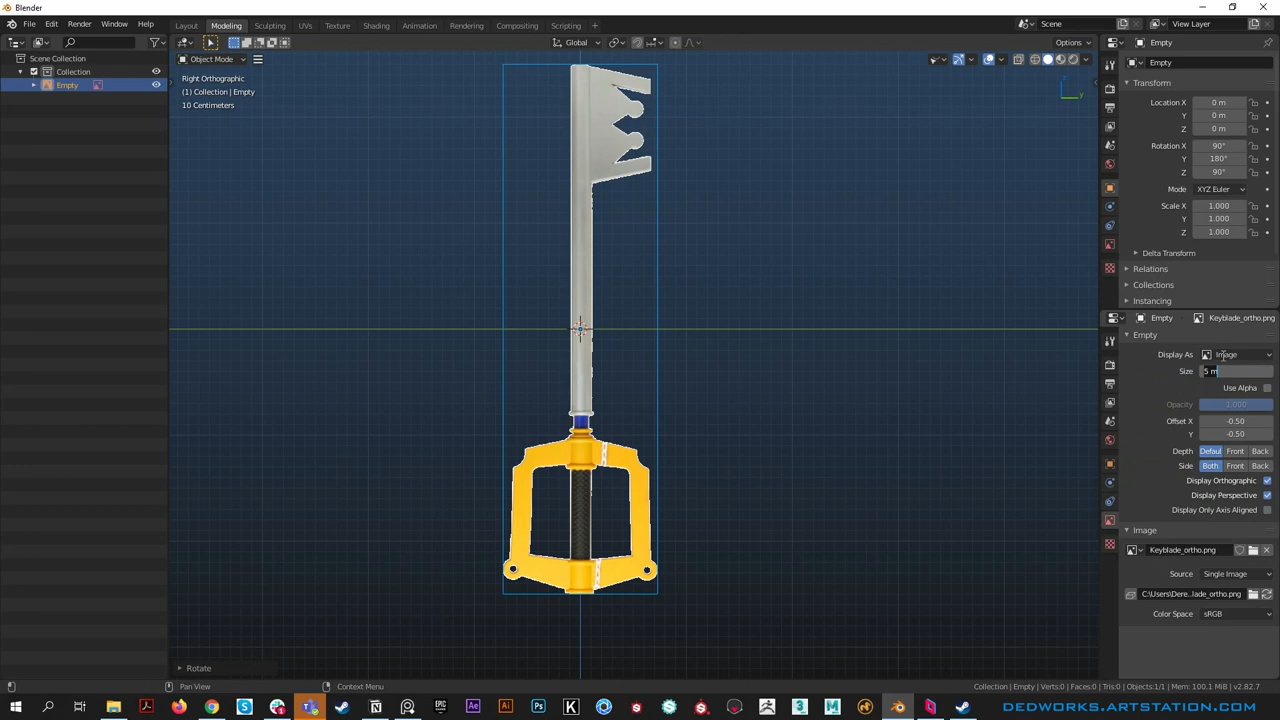 Blender
File Edit Render Window Help
Layout Modeling Sculpting UVs Texture Shading Animation Rendering Compositing Scripting +
Scene View Layer
Global Options
Object Mode
Right Orthographic
(1) Collection | Empty
10 Centimeters
Scene Collection
Collection
Empty
Rotate
Empty
Empty
Transform
Location X 0 m
Y 0 m
Z 0 m
Rotation X 90°
Y 180°
Z 90°
Mode XYZ Euler
Scale X 1.000
Y 1.000
Z 1.000
Delta Transform
Relations
Collections
Instancing
Empty Keyblade_ortho.png
Empty
Display As Image
Size 5 m
Use Alpha
Opacity 1.000
Offset X -0.50
Y -0.50
Depth Defaul Front Back
Side Both Front Back
Display Orthographic
Display Perspective
Display Only Axis Aligned
Image
Keyblade_ortho.png
Source Single Image
C:\Users\Dere..lade_ortho.png
Color Space sRGB
Pan View Context Menu
Collection | Empty | Verts:0 | Faces:0 | Tris:0 | Objects:1/1 | Mem: 100.1 MiB | v2.82.7
DEDWORKS.ARTSTATION.COM